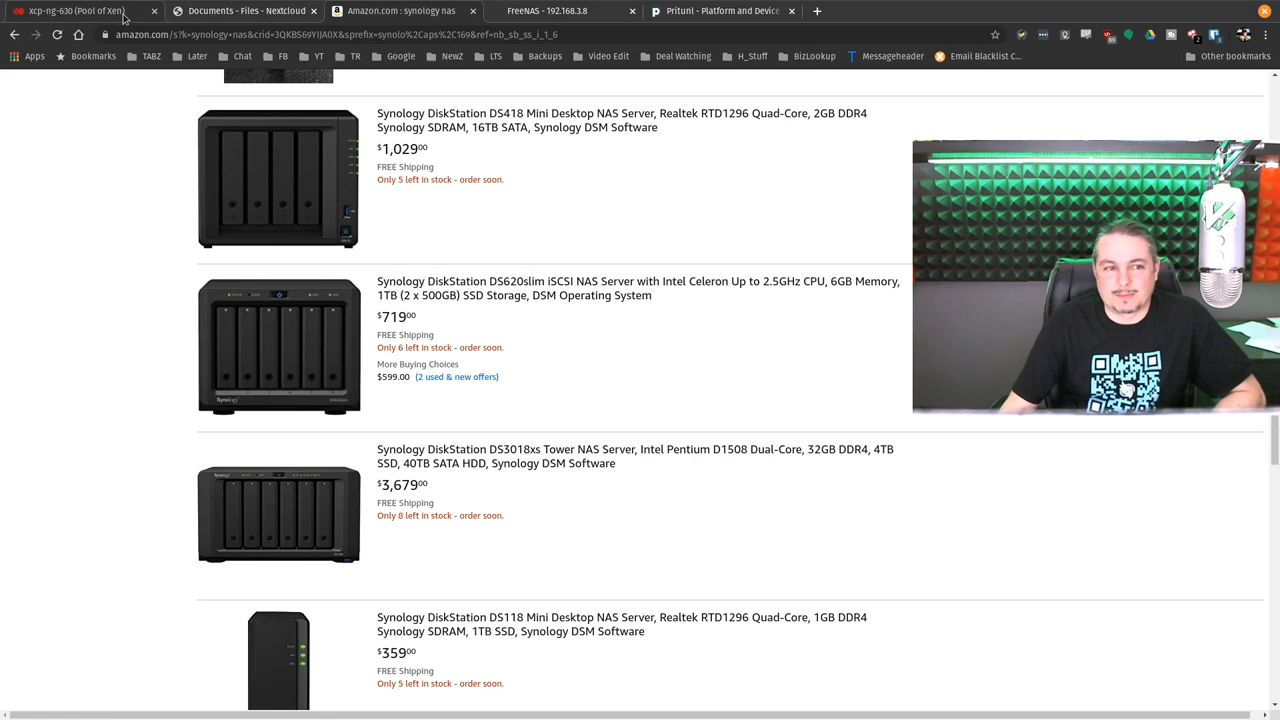 xcp-ng-630 (Pool of Xen)
Documents - Files - Nextcloud
Amazon.com : synology nas
FreeNAS - 192.168.3.8
Pritunl - Platform and Device
amazon.com/s?k=synology+nas&crid=3QKBS69YIJA0X&sprefix=synolo%2Caps%2C169&ref=nb_sb_ss_i_1_6
Apps
Bookmarks
TABZ
Later
Chat
FB
YT
TR
Google
NewZ
LTS
Backups
Video Edit
Deal Watching
H_Stuff
BizLookup
Messageheader
Email Blacklist C...
Other bookmarks
Synology DiskStation DS418 Mini Desktop NAS Server, Realtek RTD1296 Quad-Core, 2GB DDR4
Synology SDRAM, 16TB SATA, Synology DSM Software
$1,02900
FREE Shipping
Only 5 left in stock - order soon.
Synology DiskStation DS620slim iSCSI NAS Server with Intel Celeron Up to 2.5GHz CPU, 6GB Memory,
1TB (2 x 500GB) SSD Storage, DSM Operating System
$71900
FREE Shipping
Only 6 left in stock - order soon.
More Buying Choices
$599.00 (2 used & new offers)
Synology
Synology DiskStation DS3018xs Tower NAS Server, Intel Pentium D1508 Dual-Core, 32GB DDR4, 4TB
SSD, 40TB SATA HDD, Synology DSM Software
$3,67900
FREE Shipping
Only 8 left in stock - order soon.
Synology DiskStation DS118 Mini Desktop NAS Server, Realtek RTD1296 Quad-Core, 1GB DDR4
Synology SDRAM, 1TB SSD, Synology DSM Software
$35900
FREE Shipping
Only 5 left in stock - order soon.